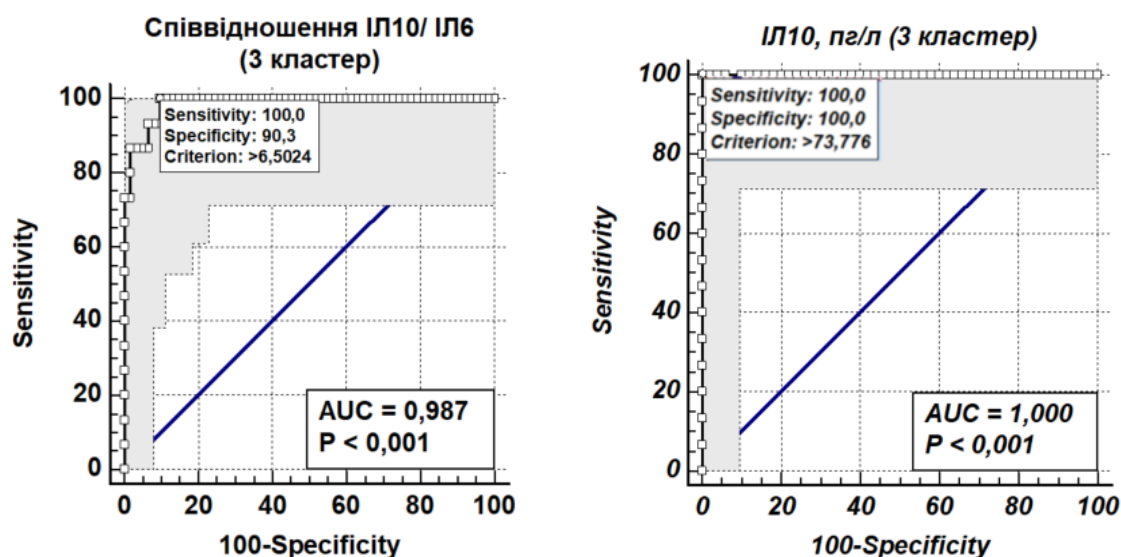 Співвідношення ІЛ10/ ІЛ6
(3 кластер)
100
80
60
40
20
0
Sensitivity
Sensitivity: 100,0
Specificity: 90,3
Criterion: >6,5024
AUC = 0,987
P < 0,001
0 20 40 60 80 100
100-Specificity
ІЛ10, пг/л (3 кластер)
100
80
60
40
20
0
Sensitivity
Sensitivity: 100,0
Specificity: 100,0
Criterion: >73,776
AUC = 1,000
P < 0,001
0 20 40 60 80 100
100-Specificity